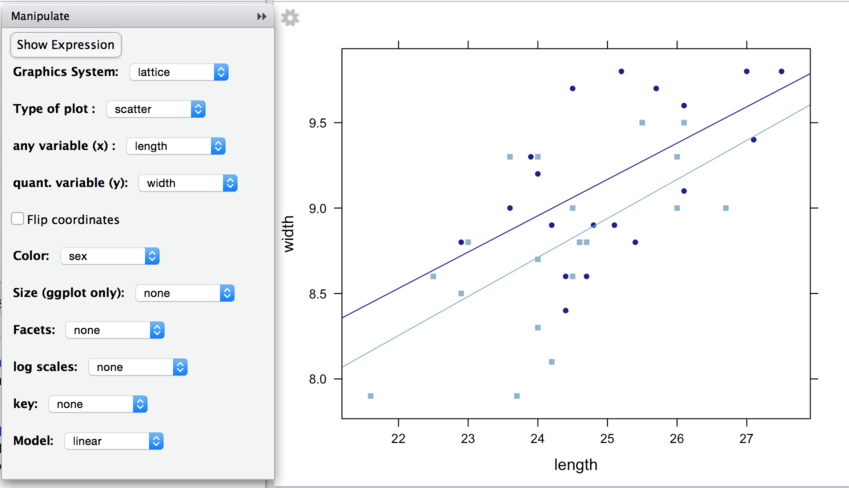 Manipulate
Show Expression
Graphics System: lattice
Type of plot : scatter
any variable (x) : length
quant. variable (y): width
Flip coordinates
Color: sex
Size (ggplot only): none
Facets: none
log scales: none
key: none
Model: linear
width
9.5
9.0
8.5
8.0
22 23 24 25 26 27
length